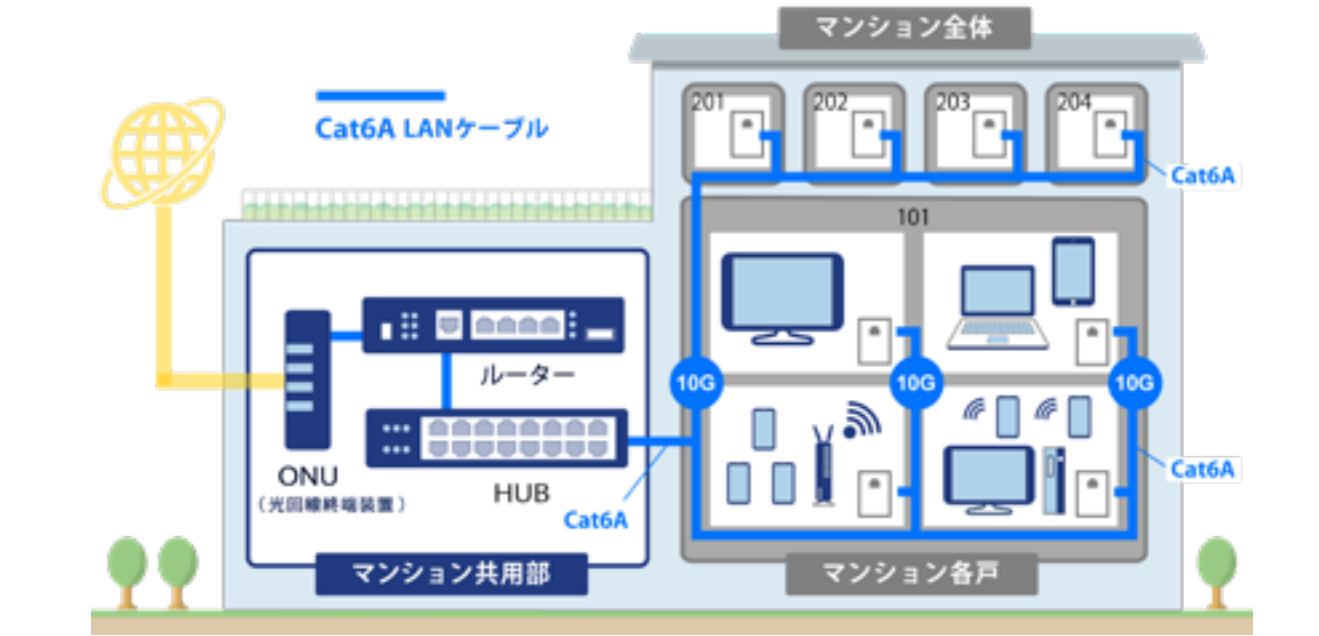 マンション全体
Cat6A LANケーブル
201
202
203
204
Cat6A
101
ルーター
10G
10G
10G
ONU
(光回線終端装置)
HUB
Cat6A
Cat6A
マンション共用部
マンション各戸